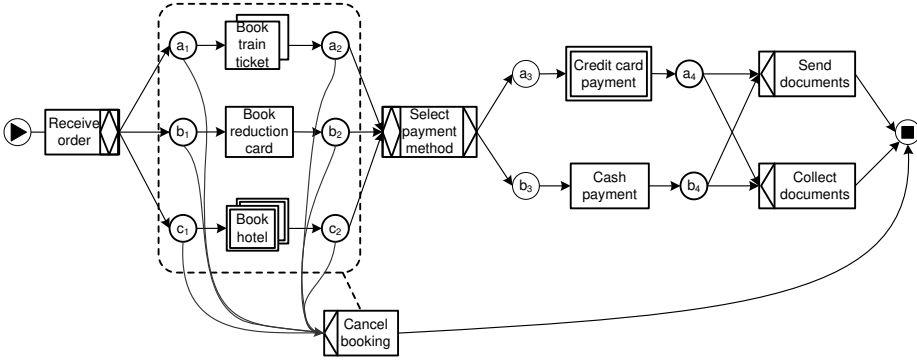 Receive
order
a1
b1
c1
Book
train
ticket
Book
reduction
card
Book
hotel
a2
b2
c2
Select
payment
method
a3
b3
Credit card
payment
Cash
payment
a4
b4
Send
documents
Collect
documents
Cancel
booking